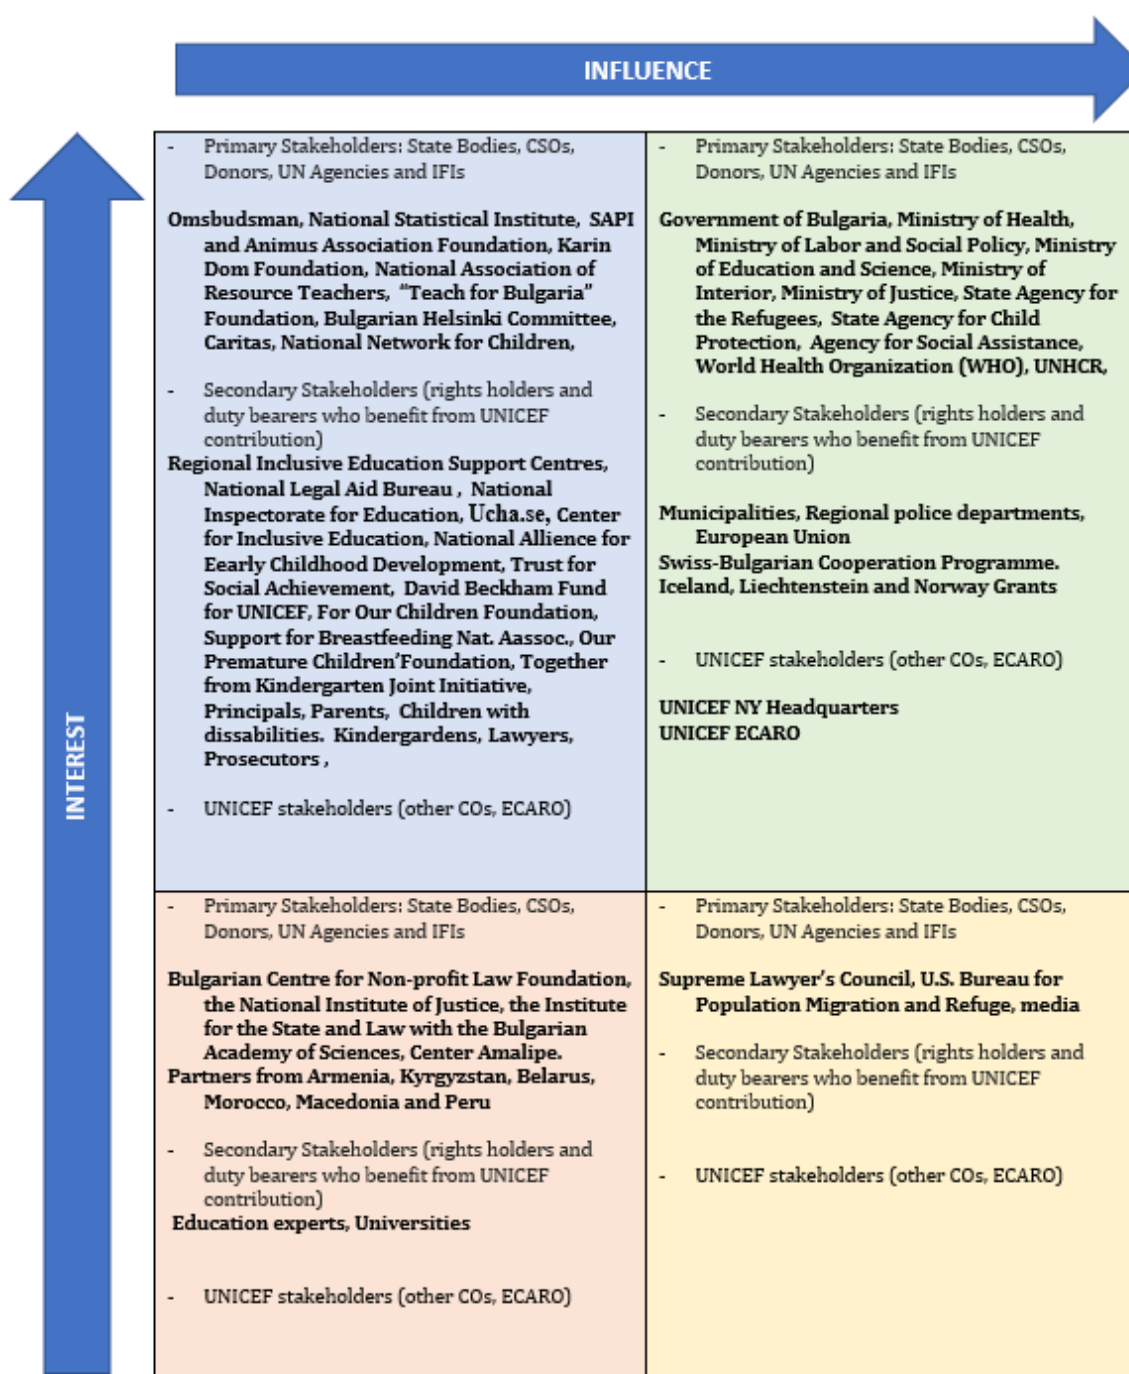 INFLUENCE
INTEREST
- Primary Stakeholders: State Bodies, CSOs,
Donors, UN Agencies and IFIs
Omsbudsman, National Statistical Institute, SAPI
and Animus Association Foundation, Karin
Dom Foundation, National Association of
Resource Teachers, “Teach for Bulgaria”
Foundation, Bulgarian Helsinki Committee,
Caritas, National Network for Children,
- Secondary Stakeholders (rights holders and
duty bearers who benefit from UNICEF
contribution)
Regional Inclusive Education Support Centres,
National Legal Aid Bureau , National
Inspectorate for Education, Ucha.se, Center
for Inclusive Education, National Allience for
Eearly Childhood Development, Trust for
Social Achievement, David Beckham Fund
for UNICEF, For Our Children Foundation,
Support for Breastfeeding Nat. Aassoc., Our
Premature Children’Foundation, Together
from Kindergarten Joint Initiative,
Principals, Parents, Children with
dissabilities. Kindergardens, Lawyers,
Prosecutors ,
- UNICEF stakeholders (other COs, ECARO)
- Primary Stakeholders: State Bodies, CSOs,
Donors, UN Agencies and IFIs
Government of Bulgaria, Ministry of Health,
Ministry of Labor and Social Policy, Ministry
of Education and Science, Ministry of
Interior, Ministry of Justice, State Agency for
the Refugees, State Agency for Child
Protection, Agency for Social Assistance,
World Health Organization (WHO), UNHCR,
- Secondary Stakeholders (rights holders and
duty bearers who benefit from UNICEF
contribution)
Municipalities, Regional police departments,
European Union
Swiss-Bulgarian Cooperation Programme.
Iceland, Liechtenstein and Norway Grants
- UNICEF stakeholders (other COs, ECARO)
UNICEF NY Headquarters
UNICEF ECARO
- Primary Stakeholders: State Bodies, CSOs,
Donors, UN Agencies and IFIs
Bulgarian Centre for Non-profit Law Foundation,
the National Institute of Justice, the Institute
for the State and Law with the Bulgarian
Academy of Sciences, Center Amalipe.
Partners from Armenia, Kyrgyzstan, Belarus,
Morocco, Macedonia and Peru
- Secondary Stakeholders (rights holders and
duty bearers who benefit from UNICEF
contribution)
Education experts, Universities
- UNICEF stakeholders (other COs, ECARO)
- Primary Stakeholders: State Bodies, CSOs,
Donors, UN Agencies and IFIs
Supreme Lawyer’s Council, U.S. Bureau for
Population Migration and Refuge, media
- Secondary Stakeholders (rights holders and
duty bearers who benefit from UNICEF
contribution)
- UNICEF stakeholders (other COs, ECARO)